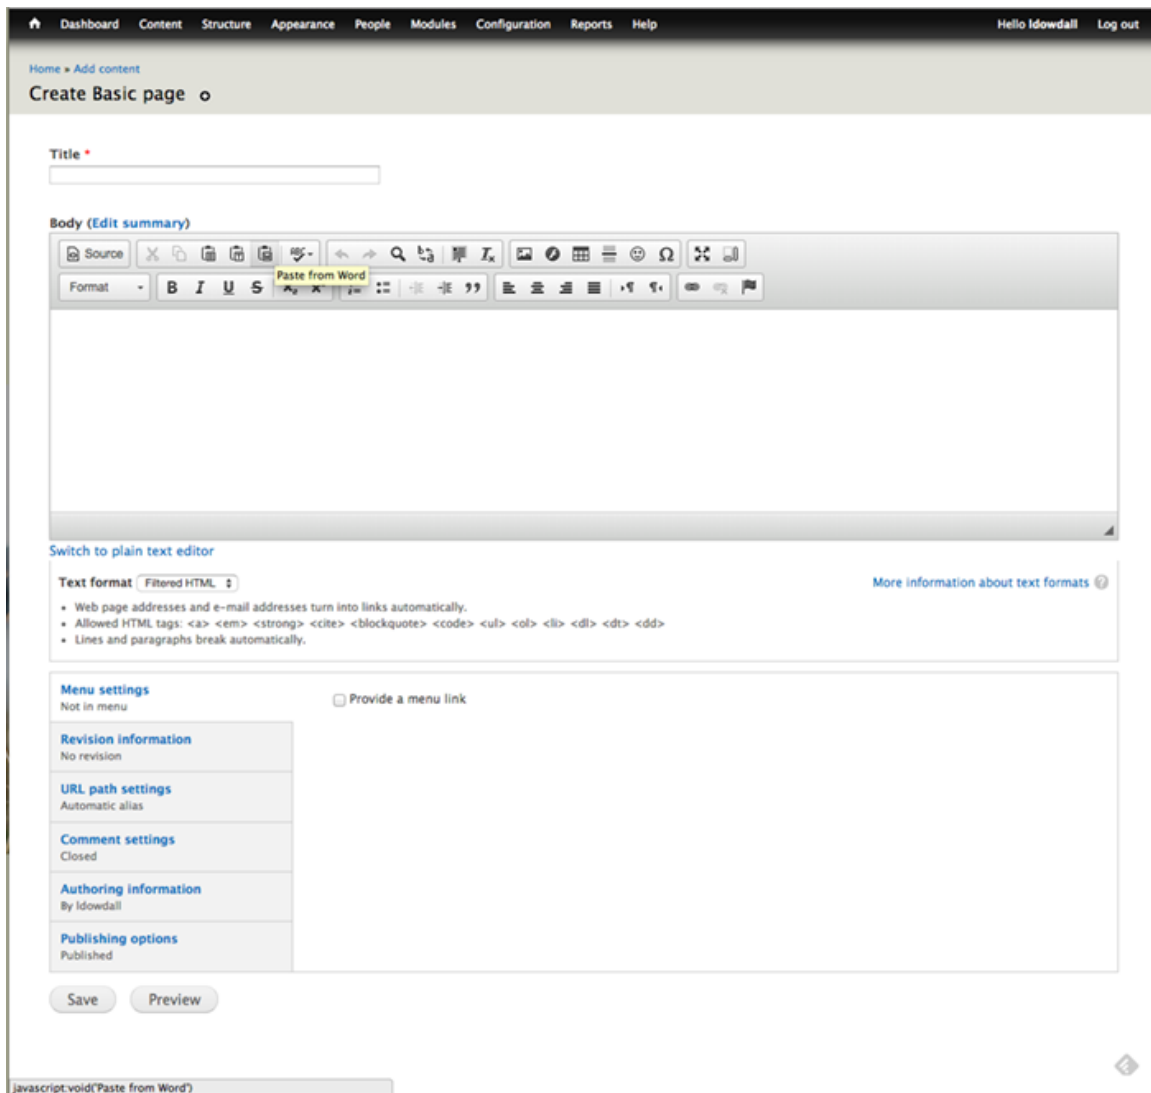 Dashboard Content Structure Appearance People Modules Configuration Reports Help Hello ldowdall Log out
Home » Add content
Create Basic page
Title *
Body (Edit summary)
Source
Paste from Word
Format B I U S
Switch to plain text editor
Text format Filtered HTML More information about text formats
• Web page addresses and e-mail addresses turn into links automatically.
• Allowed HTML tags: <a> <em> <strong> <cite> <blockquote> <code> <ul> <ol> <li> <dl> <dt> <dd>
• Lines and paragraphs break automatically.
Menu settings
Not in menu
Provide a menu link
Revision information
No revision
URL path settings
Automatic alias
Comment settings
Closed
Authoring information
By ldowdall
Publishing options
Published
Save Preview
javascript:void('Paste from Word')